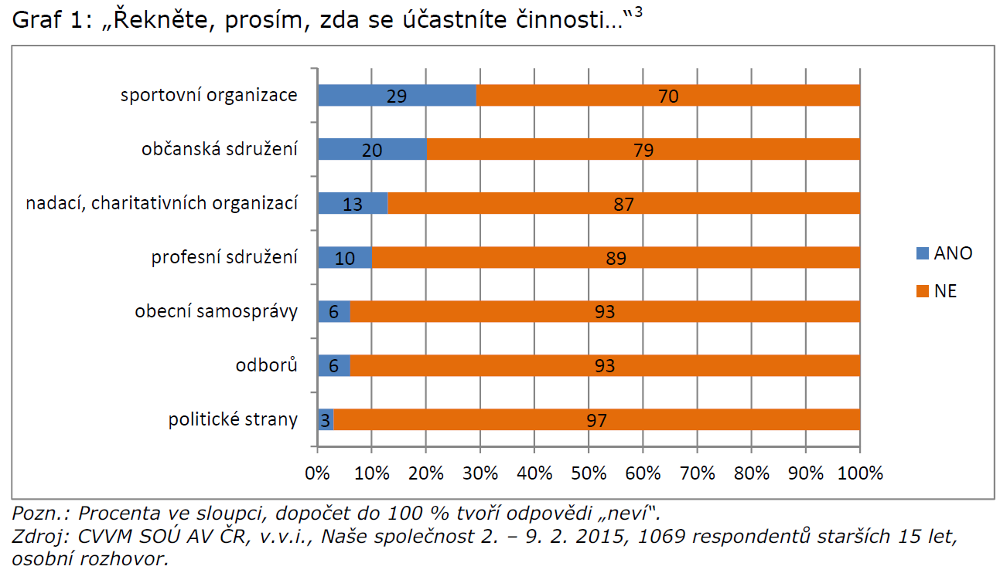 Graf 1: „Řekněte, prosím, zda se účastníte činnosti…“3
sportovní organizace 29 70
občanská sdružení 20 79
nadací, charitativních organizací 13 87
profesní sdružení 10 89
obecní samosprávy 6 93
odborů 6 93
politické strany 3 97
ANO
NE
0% 10% 20% 30% 40% 50% 60% 70% 80% 90% 100%
Pozn.: Procenta ve sloupci, dopočet do 100 % tvoří odpovědi „neví“.
Zdroj: CVVM SOÚ AV ČR, v.v.i., Naše společnost 2. – 9. 2. 2015, 1069 respondentů starších 15 let,
osobní rozhovor.